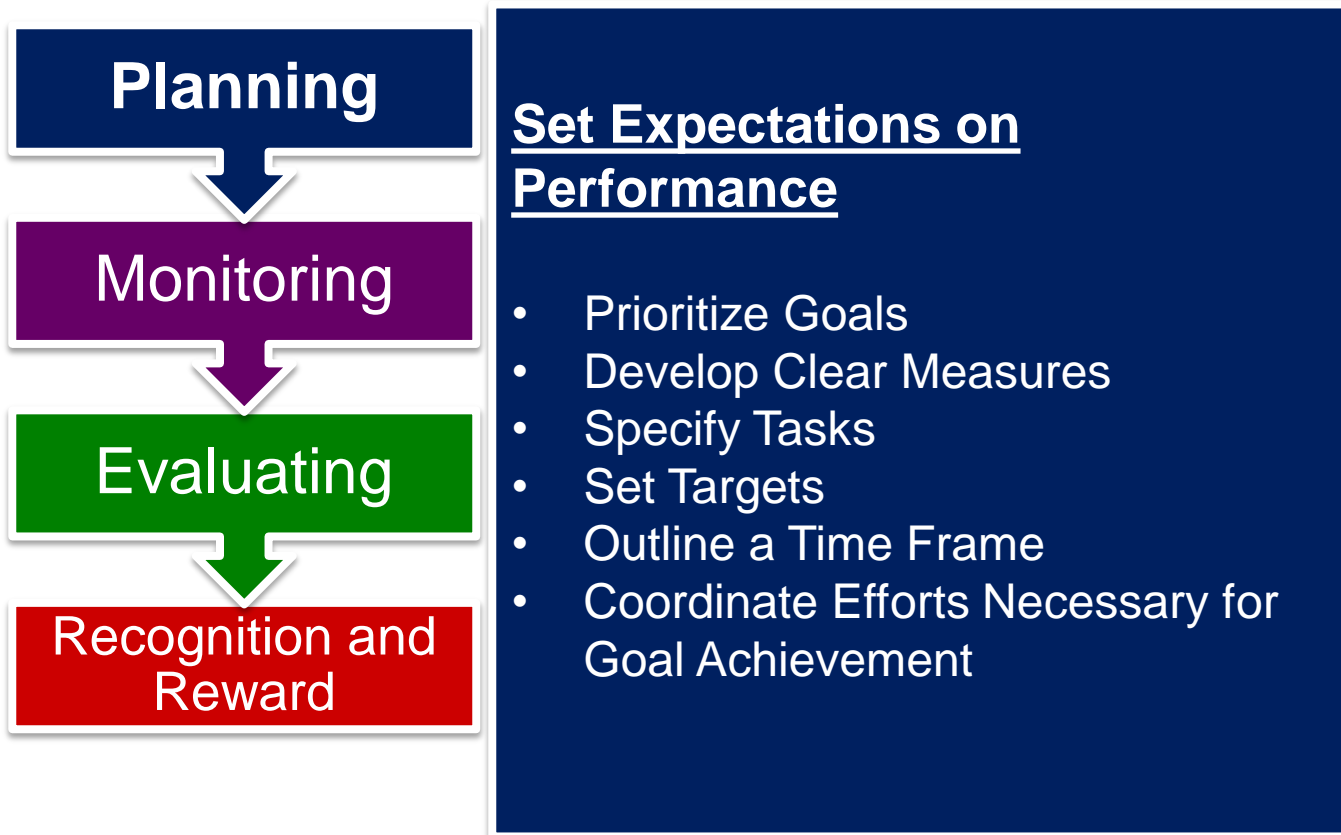 Planning
Monitoring
Evaluating
Recognition and
Reward
Set Expectations on
Performance
• Prioritize Goals
• Develop Clear Measures
• Specify Tasks
• Set Targets
• Outline a Time Frame
• Coordinate Efforts Necessary for
Goal Achievement